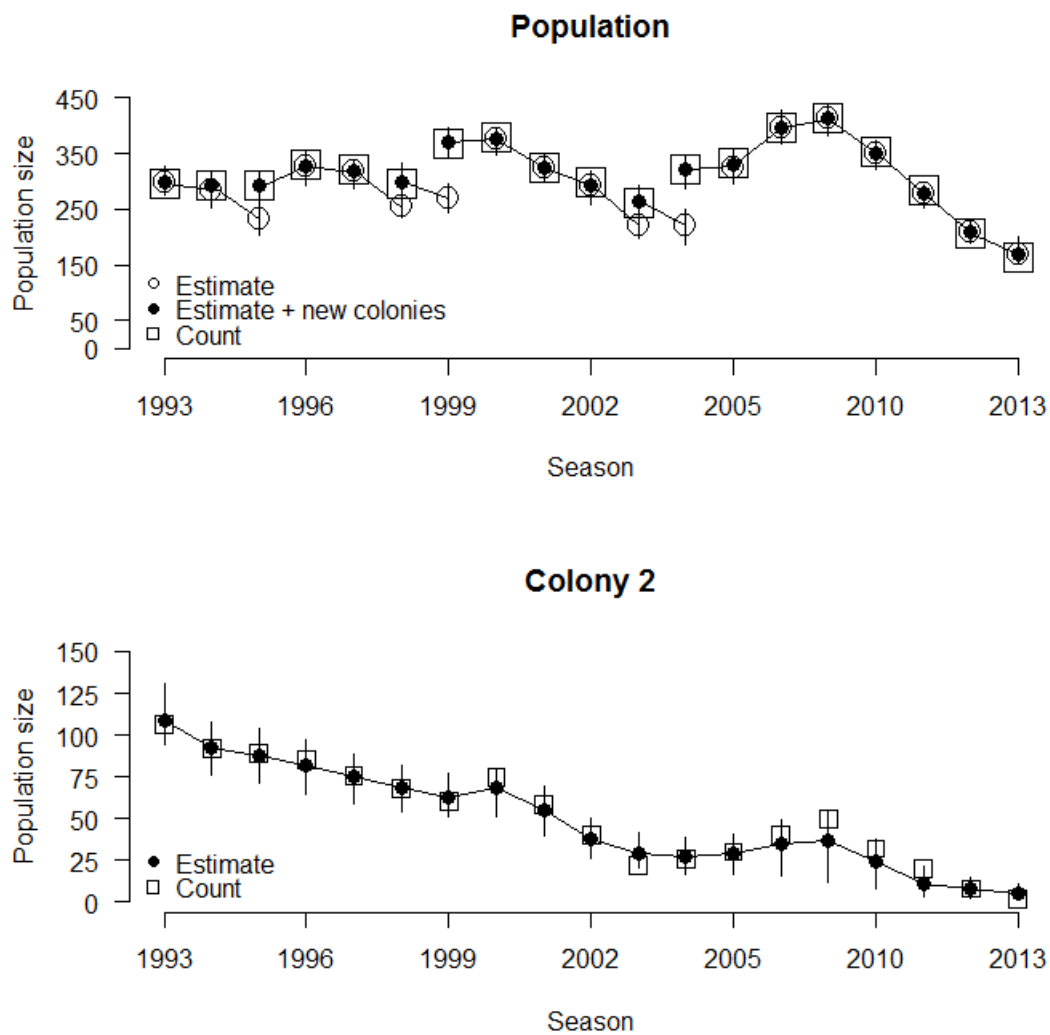 Population
Population size
450
350
250
150
50
0
Estimate
Estimate + new colonies
Count
1993 1996 1999 2002 2005 2010 2013
Season
Colony 2
Population size
150
125
100
75
50
25
0
Estimate
Count
1993 1996 1999 2002 2005 2010 2013
Season